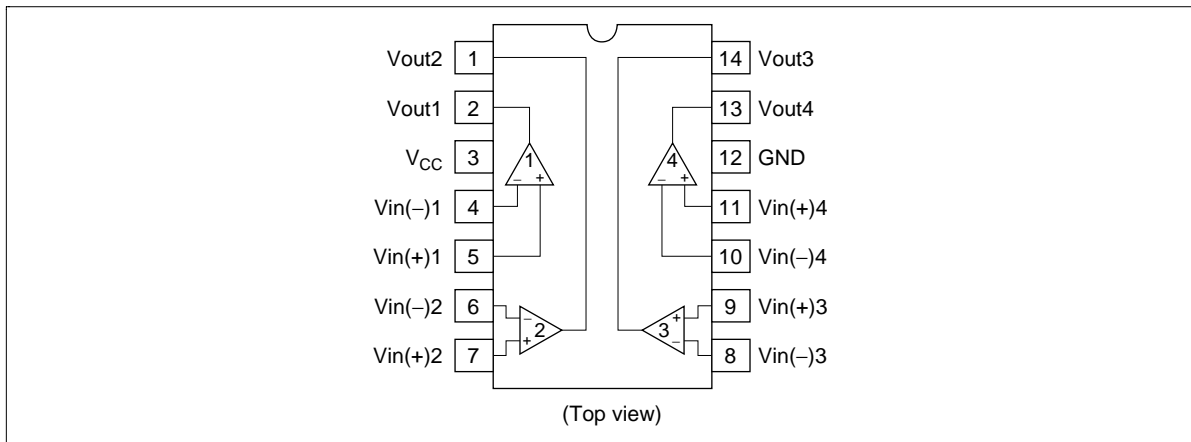 Vout2 1 14 Vout3
Vout1 2 13 Vout4
VCC 3 1 4 12 GND
− + − +
Vin(−)1 4 11 Vin(+)4
Vin(+)1 5 10 Vin(−)4
Vin(−)2 6 − + 9 Vin(+)3
2 3
Vin(+)2 7 + − 8 Vin(−)3
(Top view)